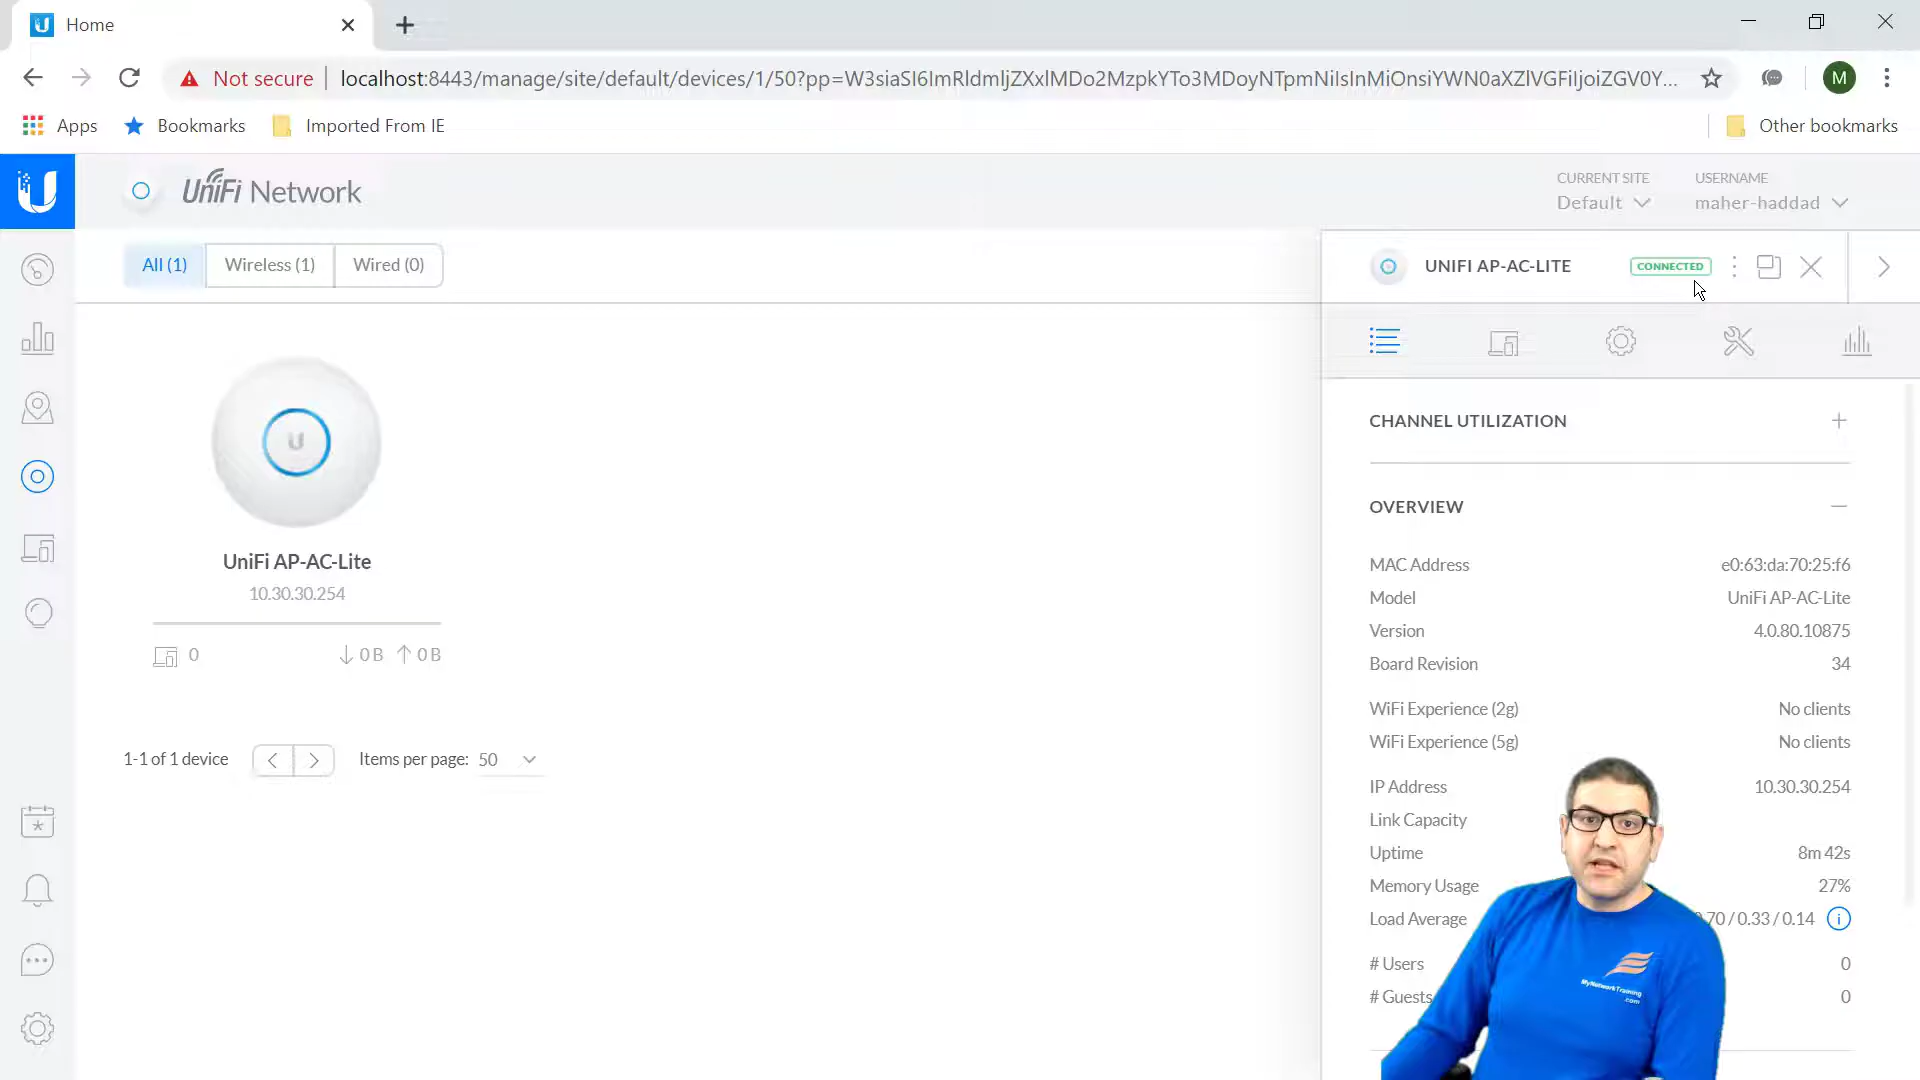 Home
Not secure
localhost:8443/manage/site/default/devices/1/50?pp=W3siaSI6ImRldmljZXxlMDo2MzpkYTo3MDoyNTpmNiIsInMiOnsiYWN0aXZlVGFiIjoiZGV0Y...
M
Apps
Bookmarks
Imported From IE
Other bookmarks
UniFi Network
CURRENT SITE
Default
USERNAME
maher-haddad
All (1)
Wireless (1)
Wired (0)
UniFi AP-AC-Lite
10.30.30.254
0
0 B
0 B
1-1 of 1 device
Items per page: 50
UNIFI AP-AC-LITE
CONNECTED
CHANNEL UTILIZATION
OVERVIEW
MAC Address e0:63:da:70:25:f6
Model UniFi AP-AC-Lite
Version 4.0.80.10875
Board Revision 34
WiFi Experience (2g) No clients
WiFi Experience (5g) No clients
IP Address 10.30.30.254
Link Capacity
Uptime 8m 42s
Memory Usage 27%
Load Average .70 / 0.33 / 0.14
# Users 0
# Guests 0
MyNetworkTraining
.com